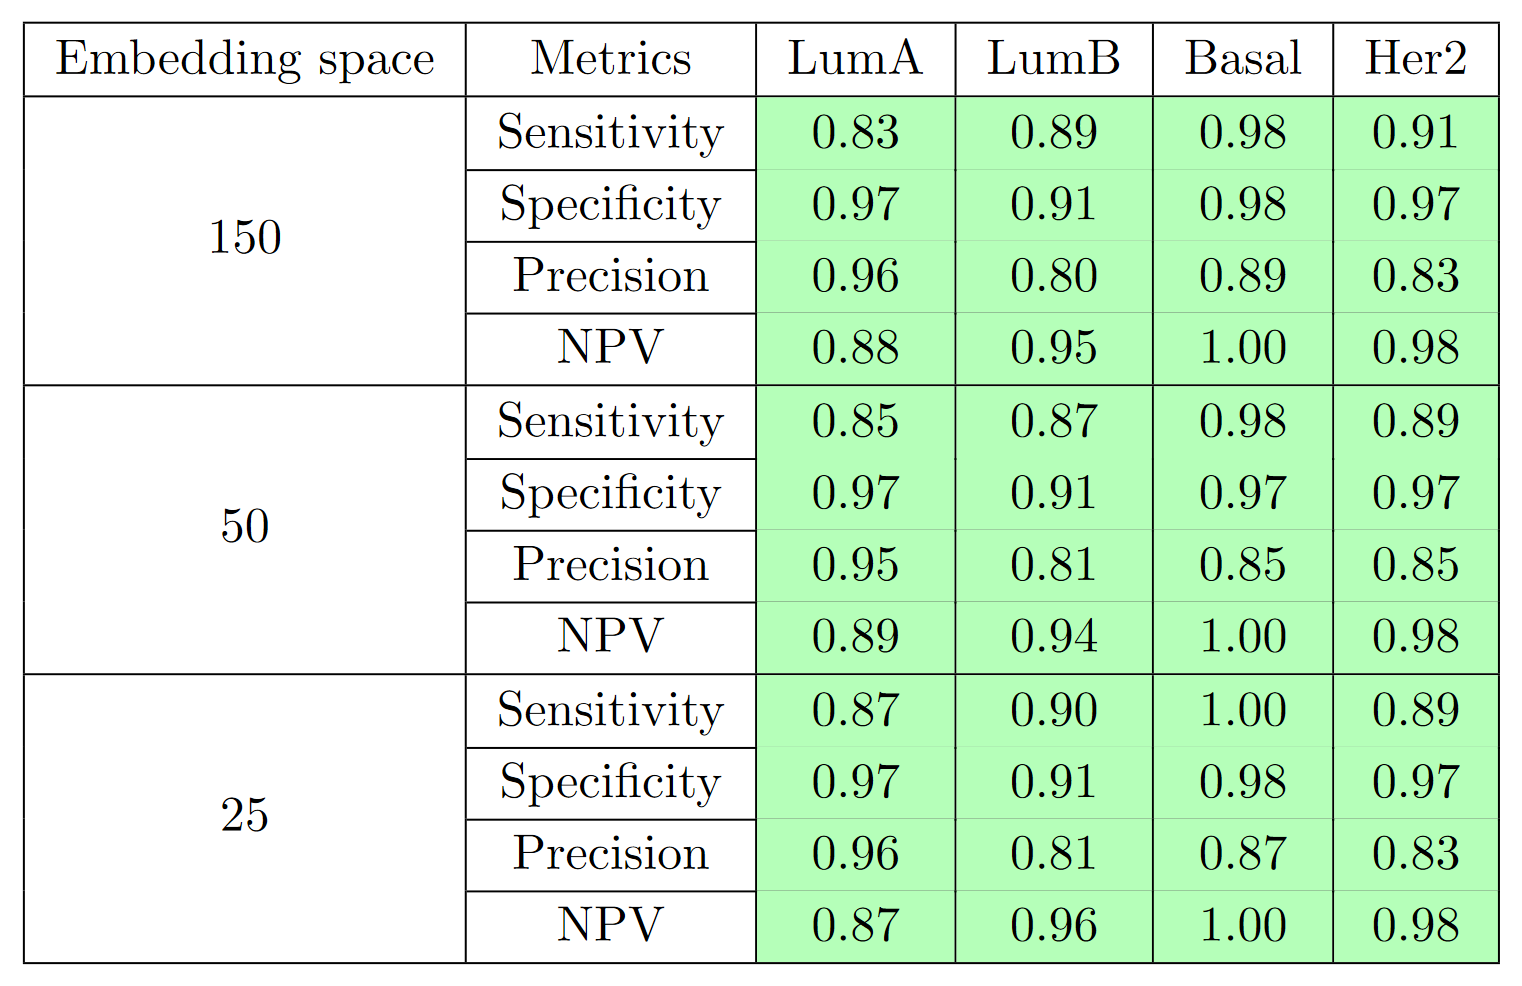 Embedding space Metrics LumA LumB Basal Her2
Sensitivity 0.83 0.89 0.98 0.91
Specificity 0.97 0.91 0.98 0.97
150
Precision 0.96 0.80 0.89 0.83
NPV 0.88 0.95 1.00 0.98
Sensitivity 0.85 0.87 0.98 0.89
Specificity 0.97 0.91 0.97 0.97
50
Precision 0.95 0.81 0.85 0.85
NPV 0.89 0.94 1.00 0.98
Sensitivity 0.87 0.90 1.00 0.89
Specificity 0.97 0.91 0.98 0.97
25
Precision 0.96 0.81 0.87 0.83
NPV 0.87 0.96 1.00 0.98